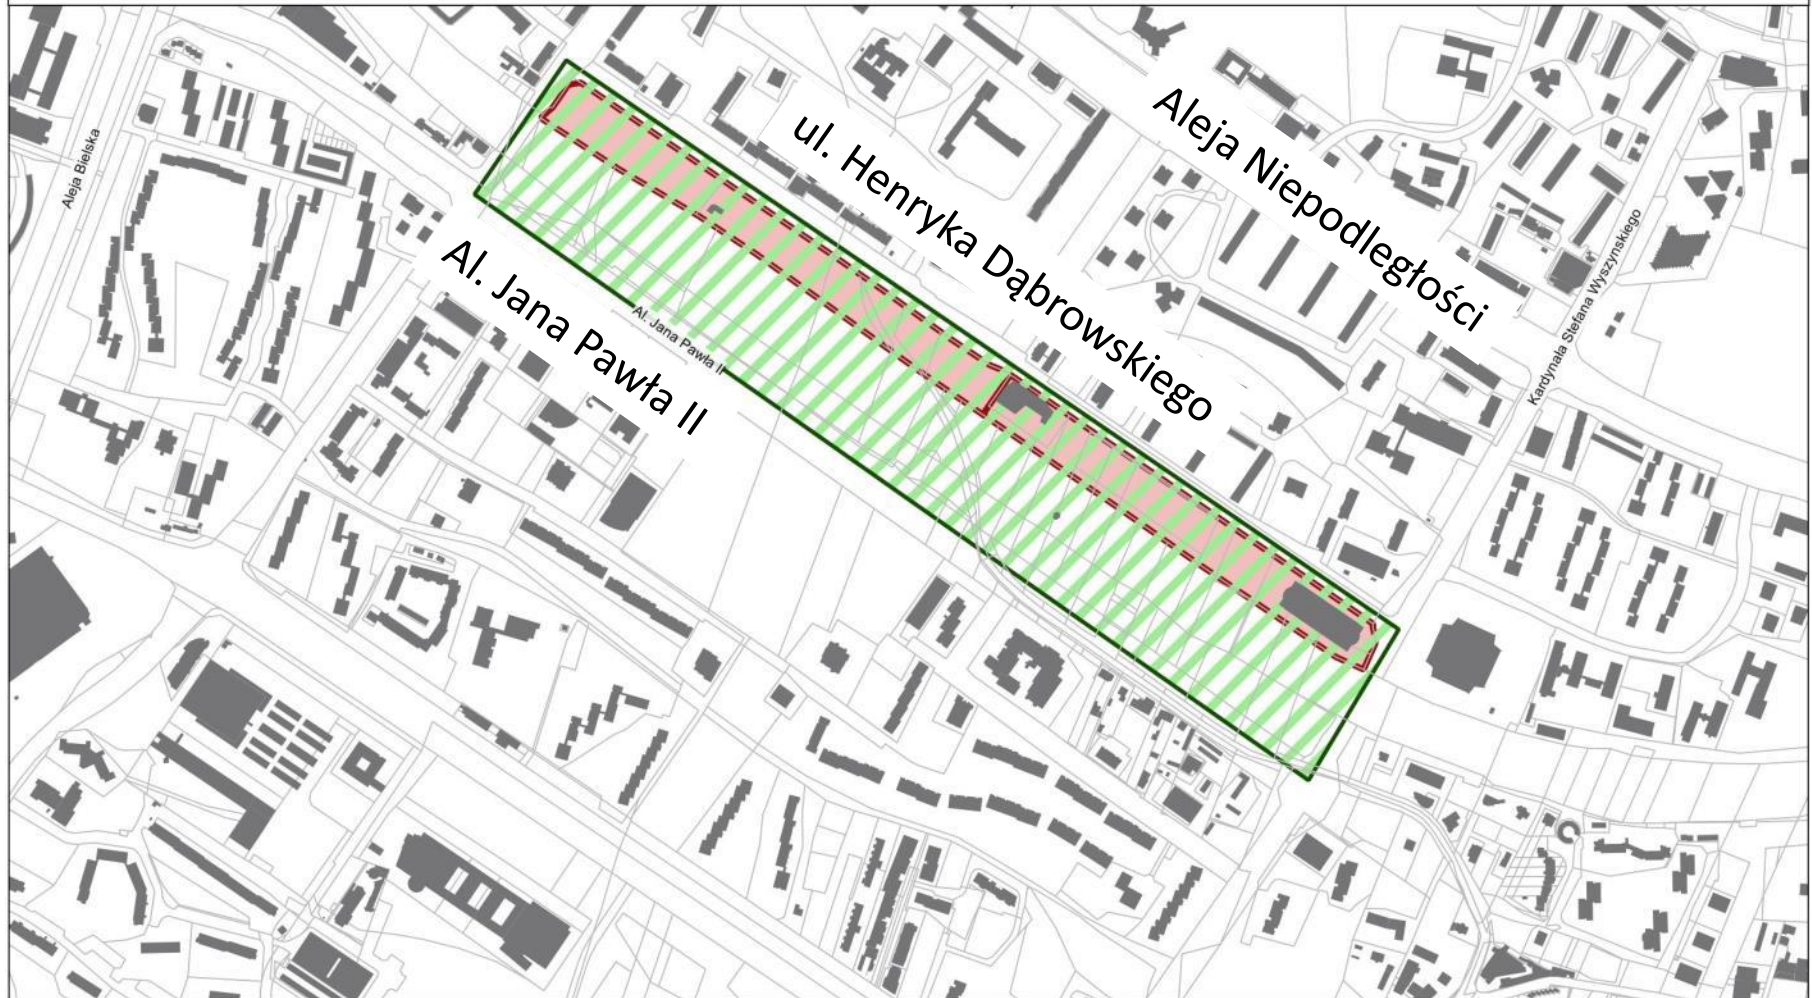 Aleja Bielska
ul. Henryka Dąbrowskiego
Aleja Niepodległości
Kardynała Stefana Wyszyńskiego
Al. Jana Pawła II
Al. Jana Pawła II